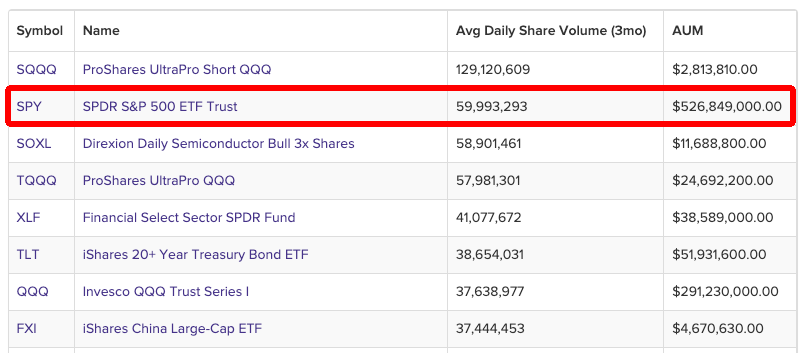 Symbol Name Avg Daily Share Volume (3mo) AUM
SQQQ ProShares UltraPro Short QQQ 129,120,609 $2,813,810.00
SPY SPDR S&P 500 ETF Trust 59,993,293 $526,849,000.00
SOXL Direxion Daily Semiconductor Bull 3x Shares 58,901,461 $11,688,800.00
TQQQ ProShares UltraPro QQQ 57,981,301 $24,692,200.00
XLF Financial Select Sector SPDR Fund 41,077,672 $38,589,000.00
TLT iShares 20+ Year Treasury Bond ETF 38,654,031 $51,931,600.00
QQQ Invesco QQQ Trust Series I 37,638,977 $291,230,000.00
FXI iShares China Large-Cap ETF 37,444,453 $4,670,630.00